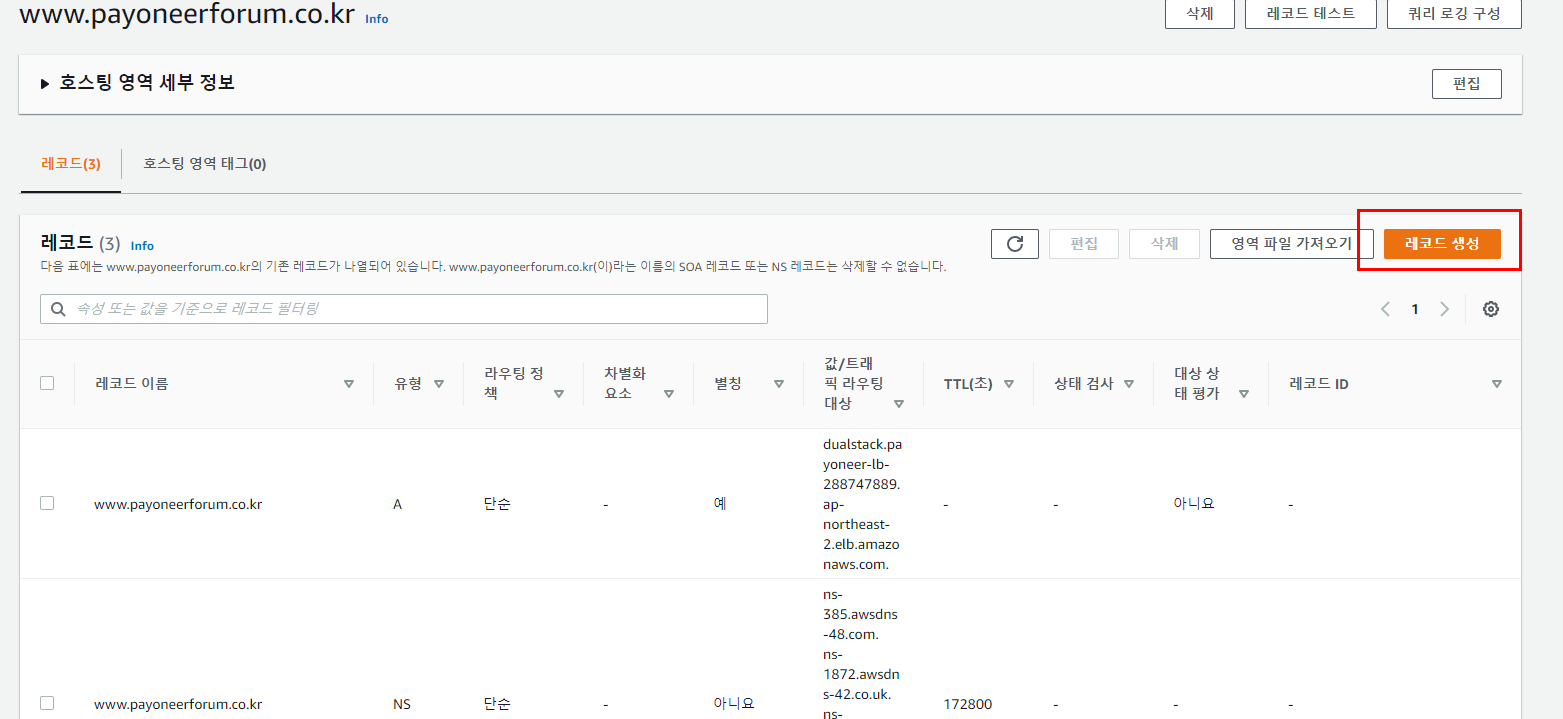 www.payoneerforum.co.kr Info
삭제 레코드 테스트 쿼리 로깅 구성
▶ 호스팅 영역 세부 정보
편집
레코드(3) 호스팅 영역 태그(0)
레코드 (3) Info
편집 삭제 영역 파일 가져오기 레코드 생성
다음 표에는 www.payoneerforum.co.kr의 기존 레코드가 나열되어 있습니다. www.payoneerforum.co.kr(이)라는 이름의 SOA 레코드 또는 NS 레코드는 삭제할 수 없습니다.
속성 또는 값을 기준으로 레코드 필터링
1
레코드 이름
유형
라우팅 정
책
차별화
요소
별칭
값/트래
픽 라우팅
대상
TTL(초)
상태 검사
대상 상
태 평가
레코드 ID
www.payoneerforum.co.kr
A
단순
-
예
dualstack.pa
yoneer-lb-
288747889.
ap-
northeast-
2.elb.amazo
naws.com.
-
-
아니요
-
www.payoneerforum.co.kr
NS
단순
-
아니요
ns-
385.awsdns
-48.com.
ns-
1872.awsdn
s-42.co.uk.
ns-
172800
-
-
-